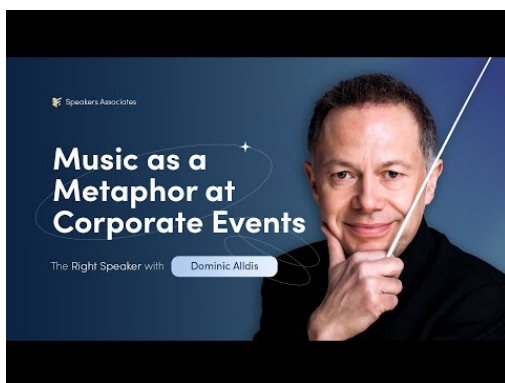 Speakers Associates
Music as a
Metaphor at
Corporate Events
The Right Speaker with
Dominic Alldis